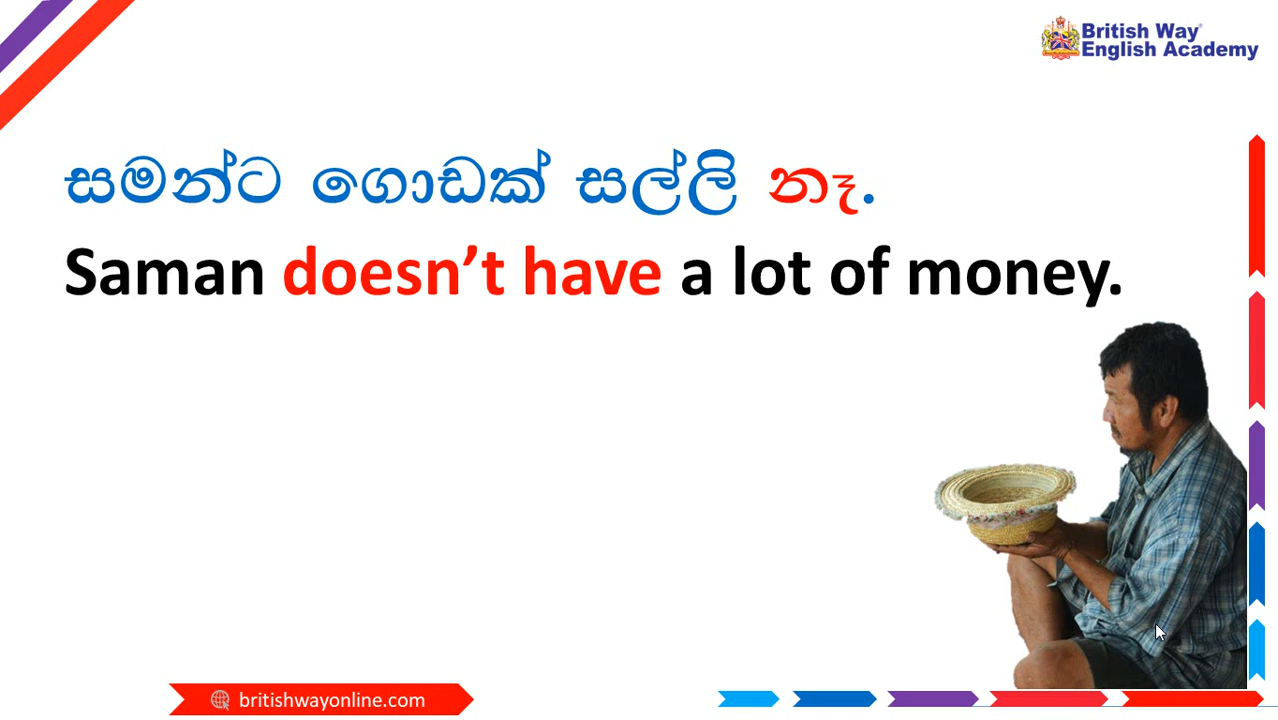 British Way®
English Academy
සමන්ට ගොඩක් සල්ලි නෑ.
Saman doesn’t have a lot of money.
britishwayonline.com